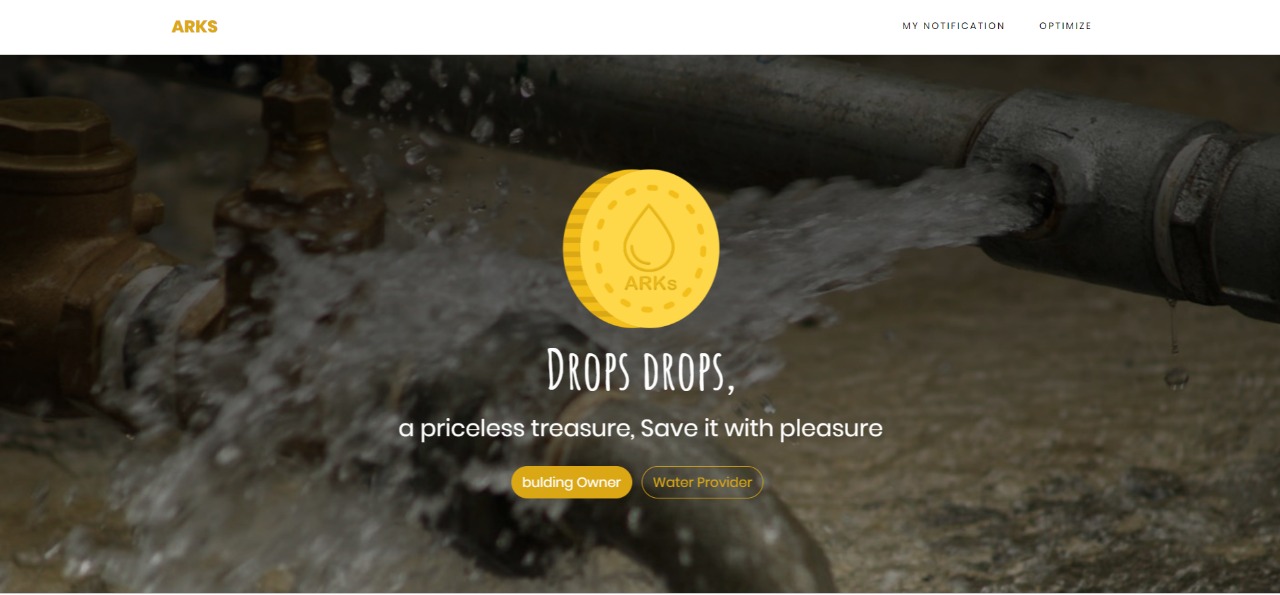 ARKS
MY NOTIFICATION OPTIMIZE
ARKs
Drops drops,
a priceless treasure, Save it with pleasure
bulding Owner Water Provider